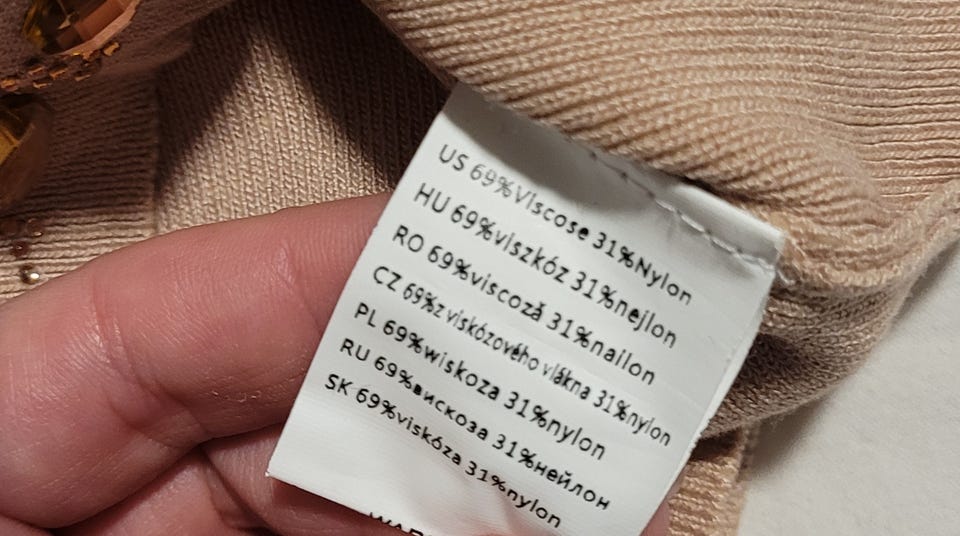 US 69%Viscose 31%Nylon
HU 69%viszkóz 31%nejlon
RO 69%viscoză 31%nailon
CZ 69%z viskózového vlákna 31%nylon
PL 69%wiskoza 31%nylon
RU 69%вискоза 31%нейлон
SK 69%viskóza 31%nylon